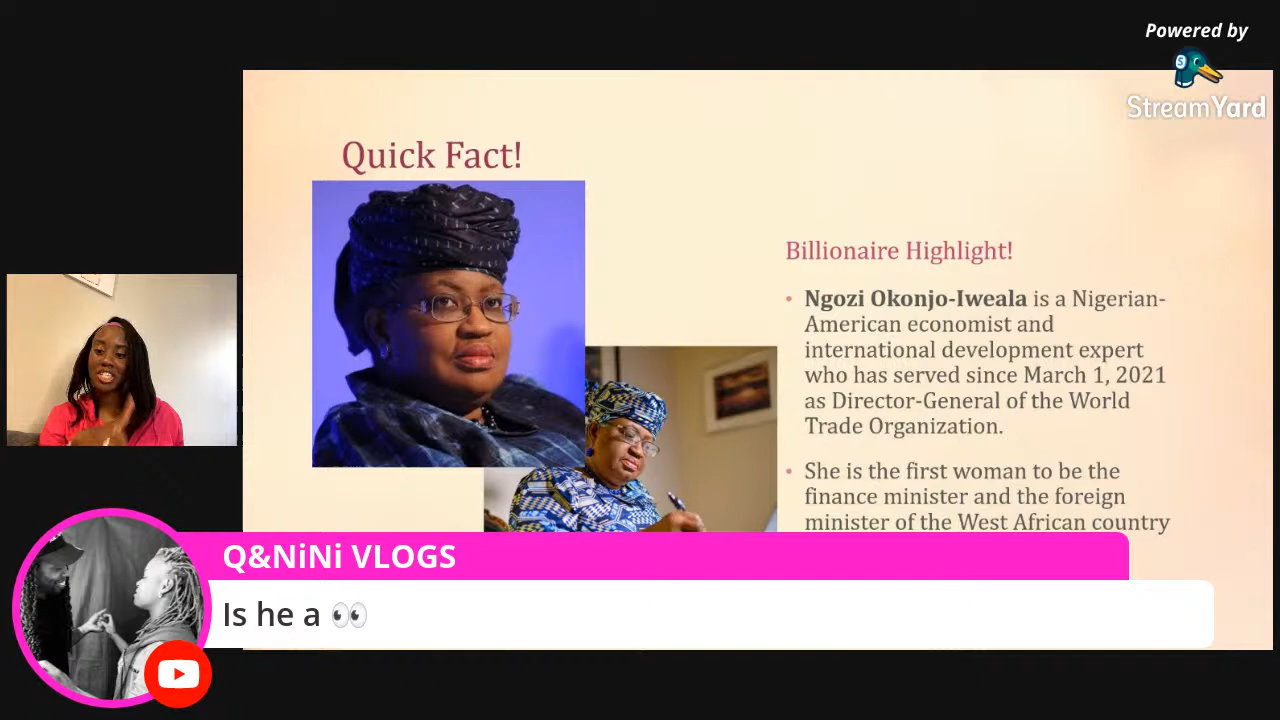 Powered by
StreamYard
Quick Fact!
Billionaire Highlight!
• Ngozi Okonjo-Iweala is a Nigerian-
American economist and
international development expert
who has served since March 1, 2021
as Director-General of the World
Trade Organization.
• She is the first woman to be the
finance minister and the foreign
minister of the West African country
Q&NiNi VLOGS
Is he a 👀